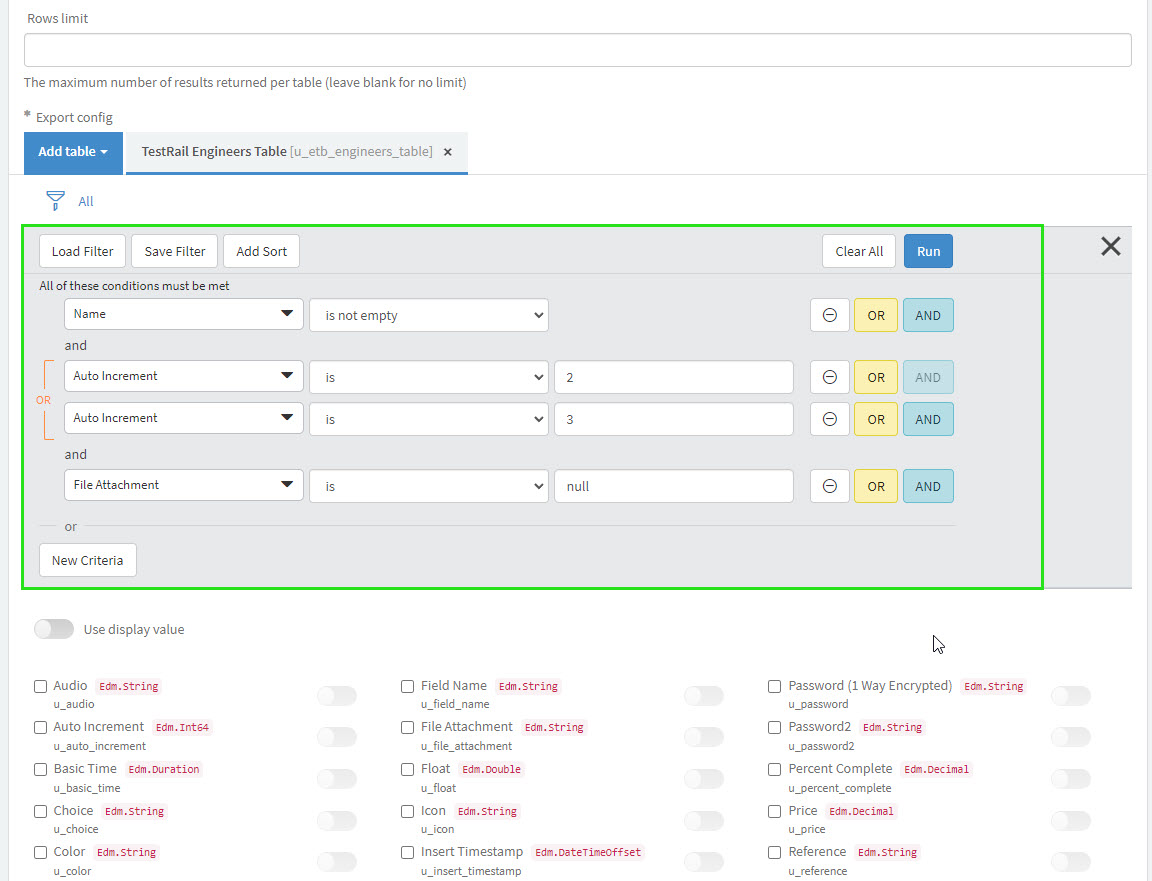 Rows limit
The maximum number of results returned per table (leave blank for no limit)
* Export config
Add table TestRail Engineers Table [u_etb_engineers_table] ×
All
Load Filter Save Filter Add Sort Clear All Run
All of these conditions must be met
Name is not empty OR AND
and
Auto Increment is 2 OR AND
OR
Auto Increment is 3 OR AND
and
File Attachment is null OR AND
or
New Criteria
Use display value
Audio Edm.String Field Name Edm.String Password (1 Way Encrypted) Edm.String
u_audio u_field_name u_password
Auto Increment Edm.Int64 File Attachment Edm.String Password2 Edm.String
u_auto_increment u_file_attachment u_password2
Basic Time Edm.Duration Float Edm.Double Percent Complete Edm.Decimal
u_basic_time u_float u_percent_complete
Choice Edm.String Icon Edm.String Price Edm.Decimal
u_choice u_icon u_price
Color Edm.String Insert Timestamp Edm.DateTimeOffset Reference Edm.String
u_color u_insert_timestamp u_reference